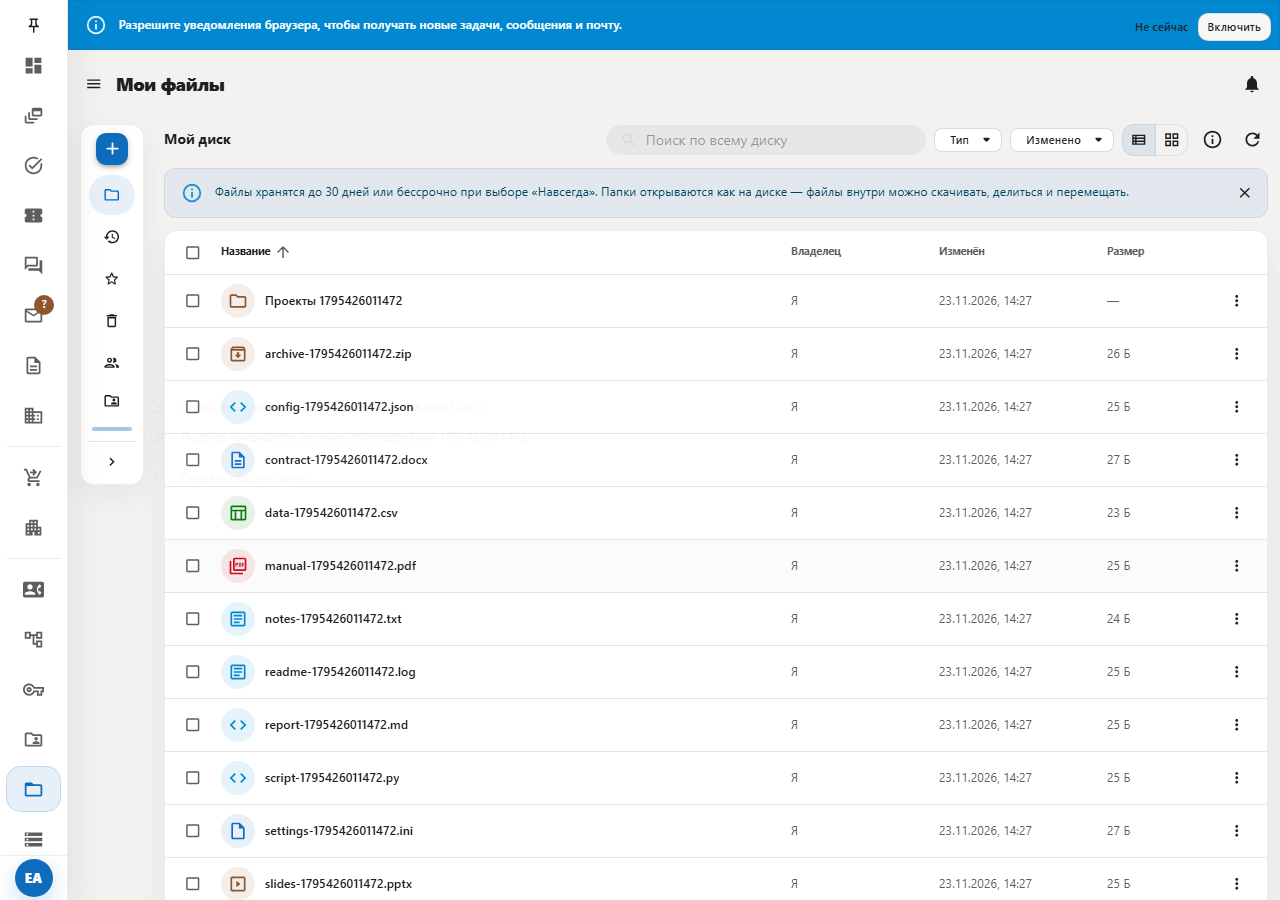 Разрешите уведомления браузера, чтобы получать новые задачи, сообщения и почту.
Не сейчас
Включить
Мои файлы
?
EA
Мой диск
Поиск по всему диску
Тип
Изменено
Файлы хранятся до 30 дней или бессрочно при выборе «Навсегда». Папки открываются как на диске — файлы внутри можно скачивать, делиться и перемещать.
Название Владелец Изменён Размер
Проекты 1795426011472 Я 23.11.2026, 14:27 —
archive-1795426011472.zip Я 23.11.2026, 14:27 26 Б
config-1795426011472.json Я 23.11.2026, 14:27 25 Б
contract-1795426011472.docx Я 23.11.2026, 14:27 27 Б
data-1795426011472.csv Я 23.11.2026, 14:27 23 Б
PDF
manual-1795426011472.pdf Я 23.11.2026, 14:27 25 Б
notes-1795426011472.txt Я 23.11.2026, 14:27 24 Б
readme-1795426011472.log Я 23.11.2026, 14:27 25 Б
report-1795426011472.md Я 23.11.2026, 14:27 25 Б
script-1795426011472.py Я 23.11.2026, 14:27 25 Б
settings-1795426011472.ini Я 23.11.2026, 14:27 27 Б
slides-1795426011472.pptx Я 23.11.2026, 14:27 25 Б